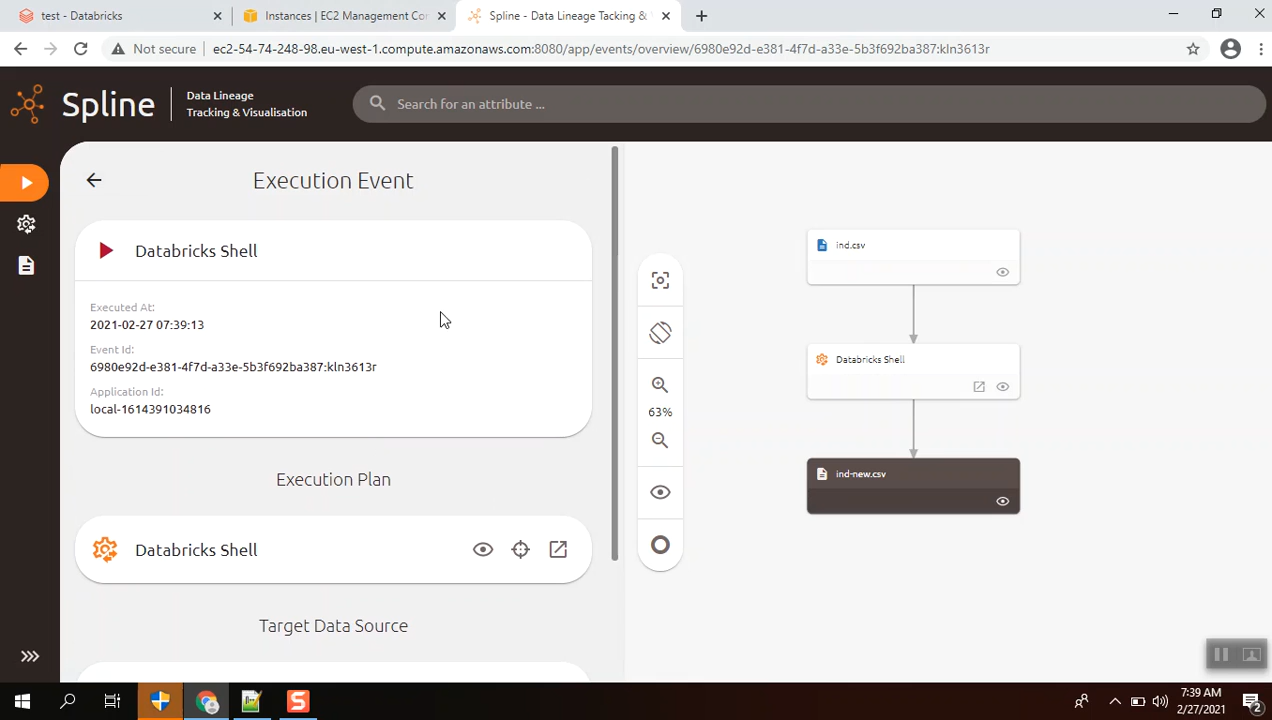 test - Databricks
Instances | EC2 Management Con
Spline - Data Lineage Tacking &
Not secure
ec2-54-74-248-98.eu-west-1.compute.amazonaws.com:8080/app/events/overview/6980e92d-e381-4f7d-a33e-5b3f692ba387:kln3613r
Spline
Data Lineage
Tracking & Visualisation
Search for an attribute ...
Execution Event
Databricks Shell
Executed At:
2021-02-27 07:39:13
Event Id:
6980e92d-e381-4f7d-a33e-5b3f692ba387:kln3613r
Application Id:
local-1614391034816
Execution Plan
Databricks Shell
Target Data Source
63%
ind.csv
Databricks Shell
ind-new.csv
7:39 AM
2/27/2021
2